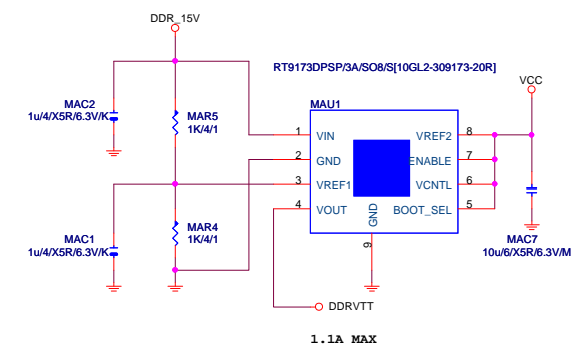 DDR_15V
RT9173DPSP/3A/SO8/S[10GL2-309173-20R]
VCC
MAC2
1u/4/X5R/6.3V/K
MAR5
1K/4/1
MAU1
1 VIN VREF2 8
2 GND ENABLE 7
3 VREF1 VCNTL 6
4 VOUT BOOT_SEL 5
GND
9
MAC1
1u/4/X5R/6.3V/K
MAR4
1K/4/1
MAC7
10u/6/X5R/6.3V/M
DDRVTT
1.1A MAX